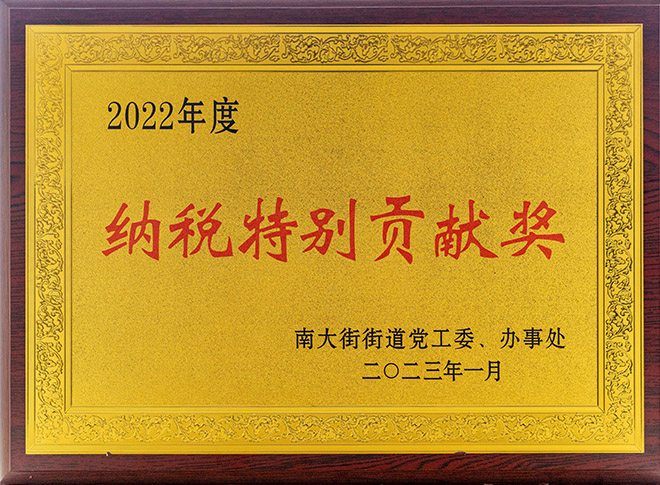 2022年度
纳税特别贡献奖
南大街街道党工委、办事处
二〇二三年一月